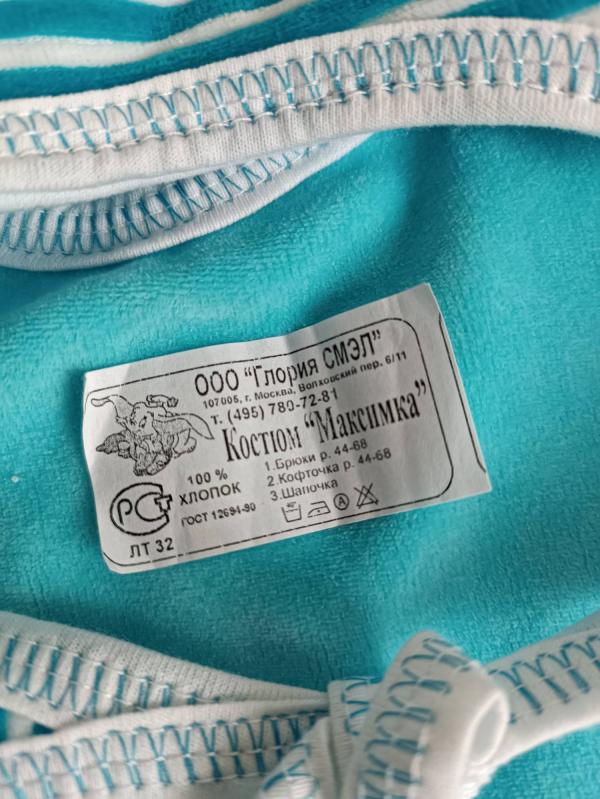 ООО "Глория СМЭЛ"
107005, г. Москва, Волховский пер. 6/11
т. (495) 780-72-81
Костюм "Максимка"
100 %
ХЛОПОК
1.Брюки р. 44-68
2.Кофточка р. 44-68
3.Шапочка
РСТ
ГОСТ 12694-90
А
ЛТ 32